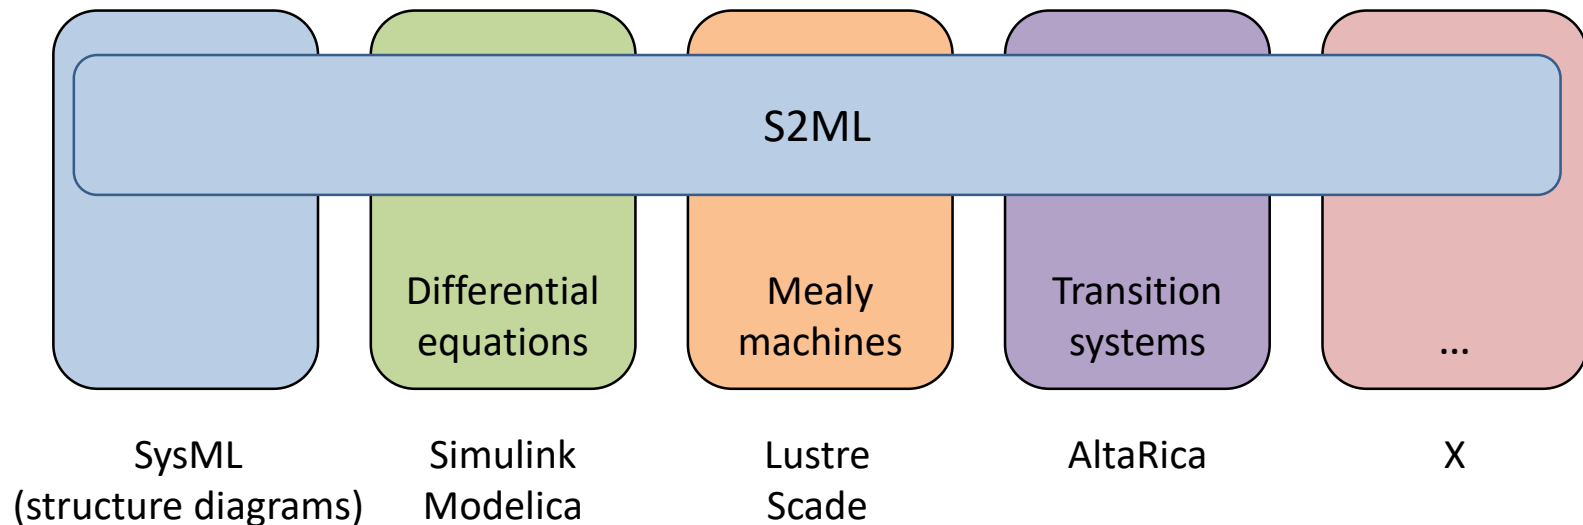 S2ML
Differential
equations
Mealy
machines
Transition
systems
...
SysML
(structure diagrams)
Simulink
Modelica
Lustre
Scade
AltaRica
X